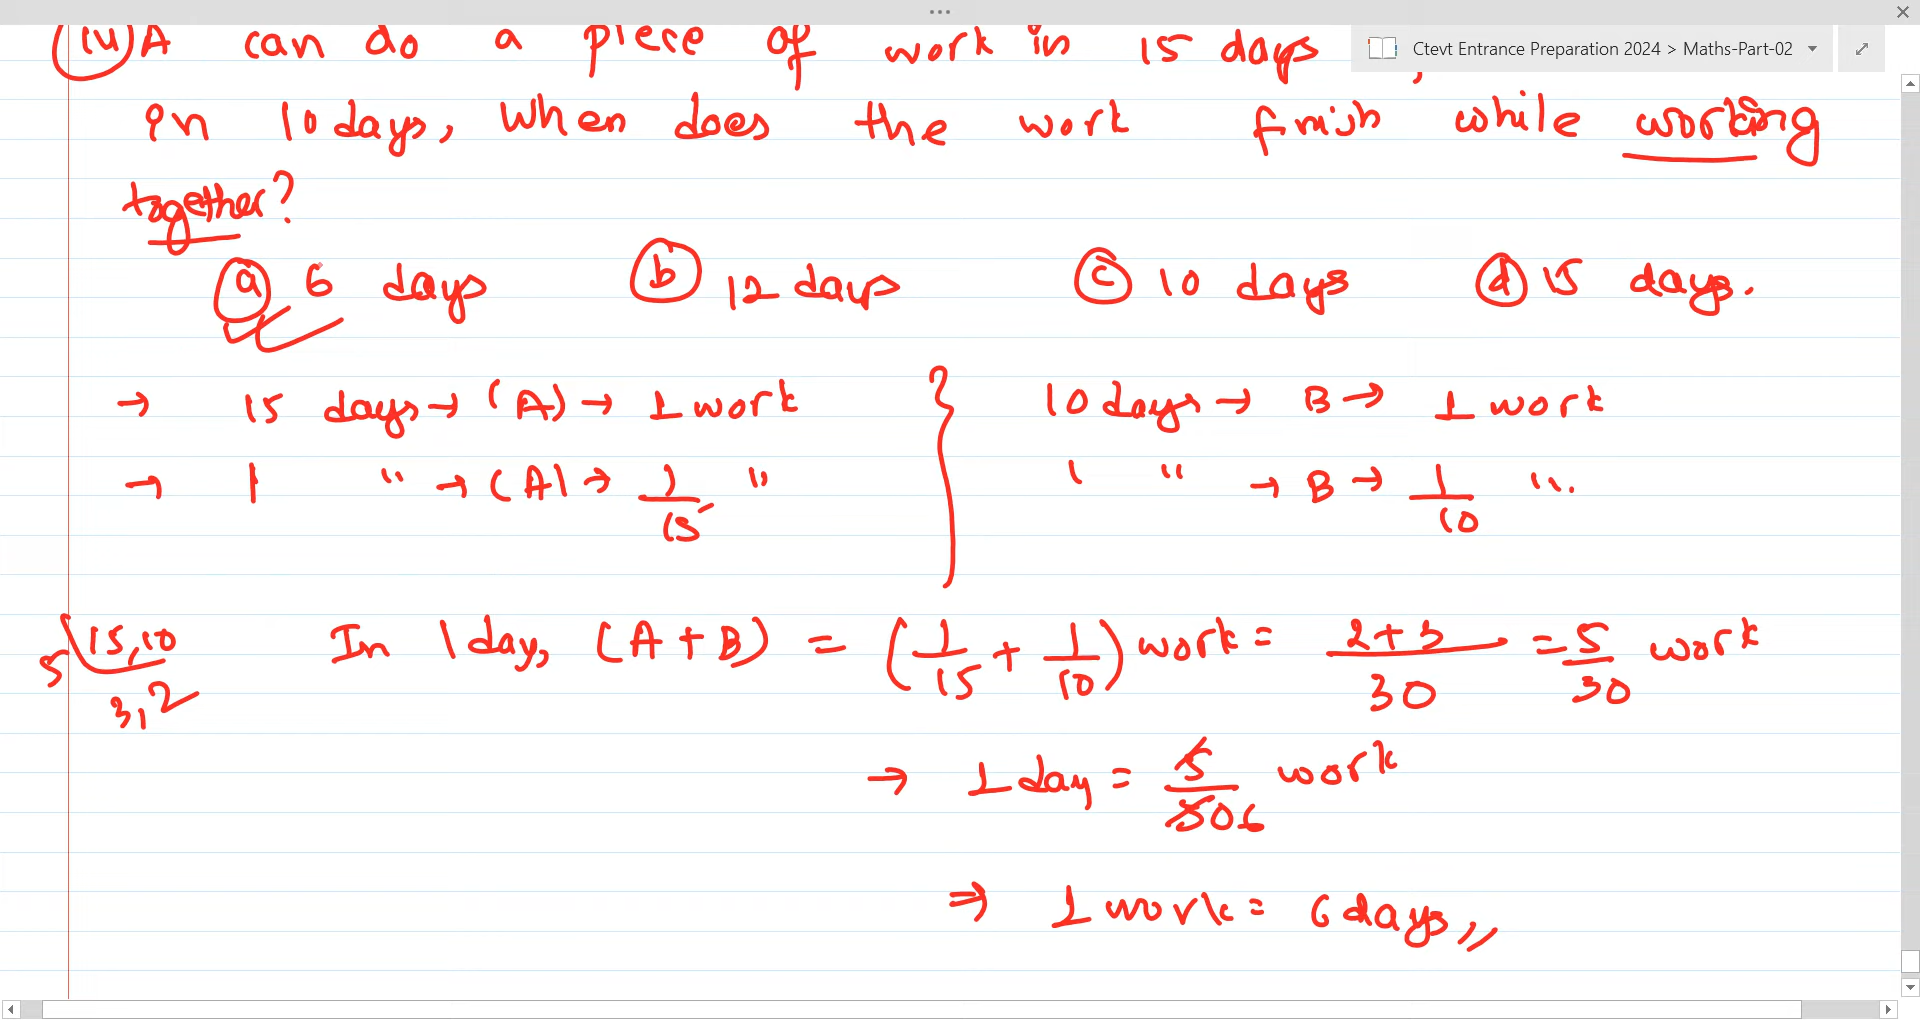 Ctevt Entrance Preparation 2024 > Maths-Part-02
(iv) A can do a piece of work in 15 days,
in 10 days, when does the work finish while working
together?
(a) 6 days (b) 12 days (c) 10 days (d) 15 days.
→ 15 days → (A) → 1 work } 10 days → B → 1 work
→ 1 " → (A) → 1/15 " 1 " → B → 1/10 ".
5 | 15, 10
3, 2
In 1 day, (A + B) = (1/15 + 1/10) work = 2+3/30 = 5/30 work
→ 1 day = 5/30 6 work
⇒ 1 work = 6 days,,